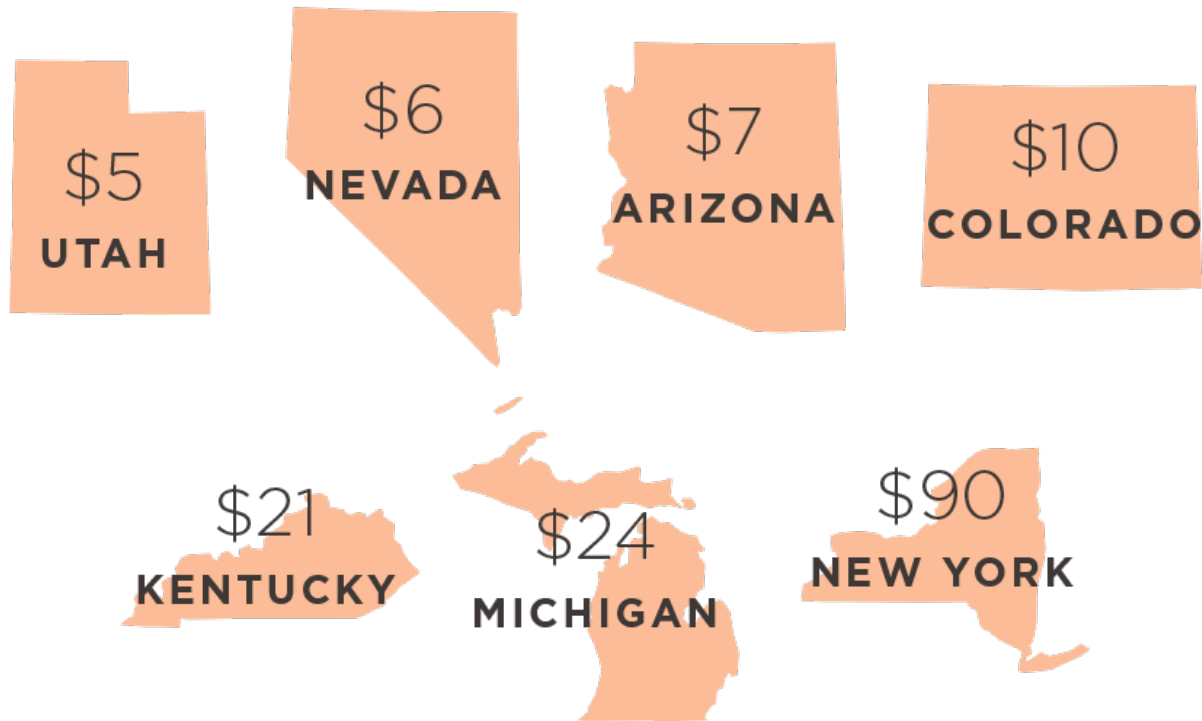 $5
UTAH
$6
NEVADA
$7
ARIZONA
$10
COLORADO
$21
KENTUCKY
$24
MICHIGAN
$90
NEW YORK